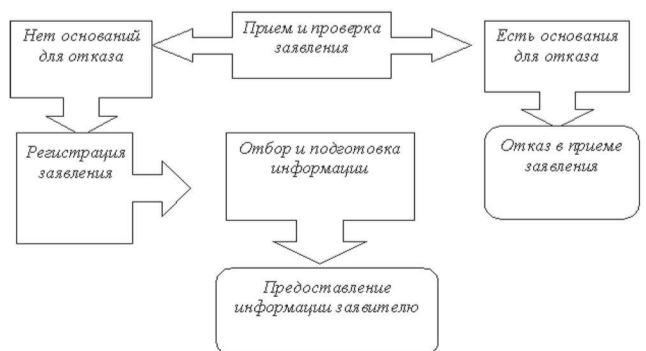 Нет оснований
для отказа
Прием и проверка
заявления
Есть основания
для отказа
Регистрация
заявления
Отбор и подготовка
информации
Отказ в приеме
заявления
Предоставление
информации заявителю